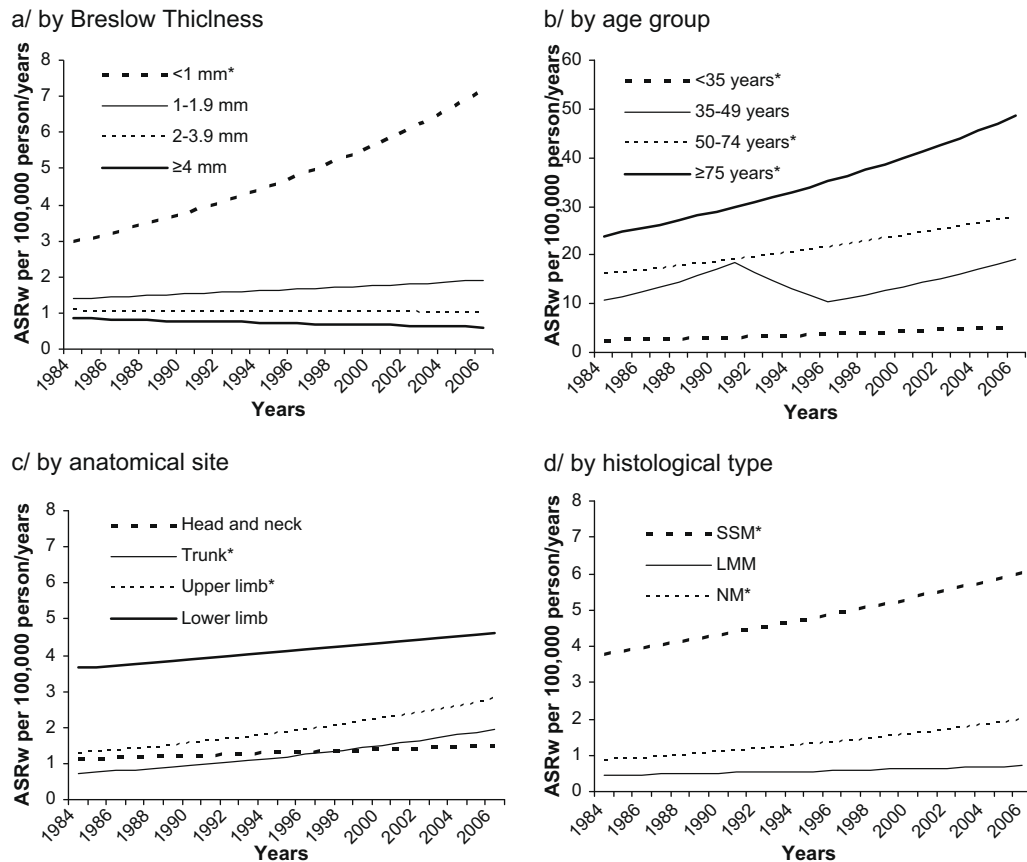 a/ by Breslow Thiclness
ASRw per 100,000 person/years
8
7
6
5
4
3
2
1
0
<1 mm*
1-1.9 mm
2-3.9 mm
≥4 mm
1984 1986 1988 1990 1992 1994 1996 1998 2000 2002 2004 2006
Years
b/ by age group
ASRw per 100,000 person/years
60
50
40
30
20
10
0
<35 years*
35-49 years
50-74 years*
≥75 years*
1984 1986 1988 1990 1992 1994 1996 1998 2000 2002 2004 2006
Years
c/ by anatomical site
ASRw per 100,000 person/years
8
7
6
5
4
3
2
1
0
Head and neck
Trunk*
Upper limb*
Lower limb
1984 1986 1988 1990 1992 1994 1996 1998 2000 2002 2004 2006
Years
d/ by histological type
ASRw per 100,000 person/years
8
7
6
5
4
3
2
1
0
SSM*
LMM
NM*
1984 1986 1988 1990 1992 1994 1996 1998 2000 2002 2004 2006
Years